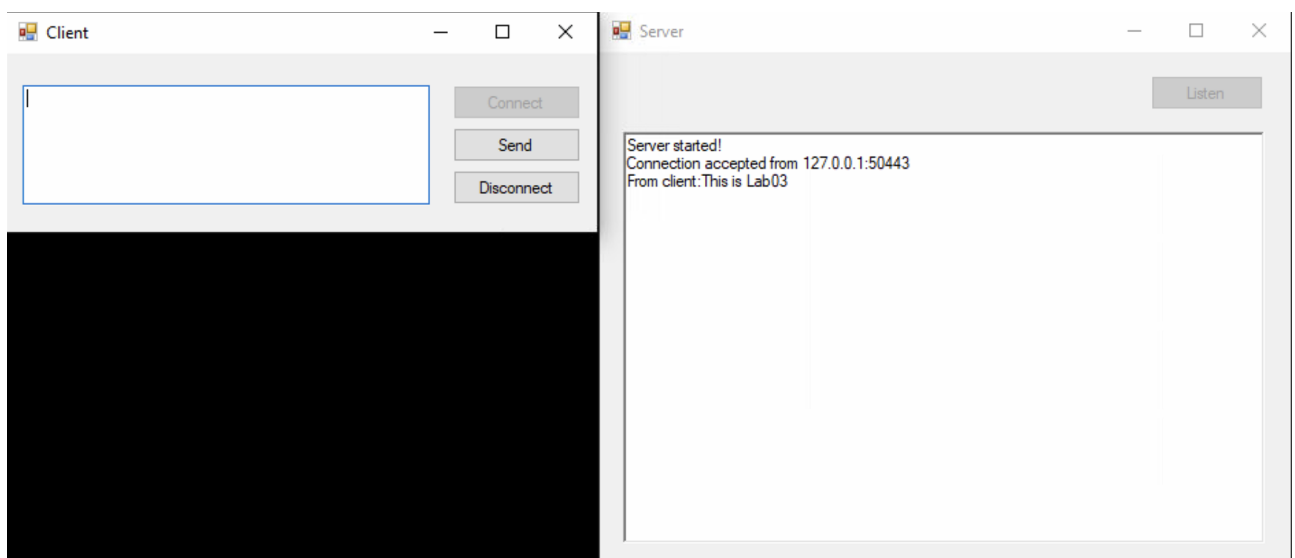 Client
Connect
Send
Disconnect
Server
Listen
Server started!
Connection accepted from 127.0.0.1:50443
From client:This is Lab03